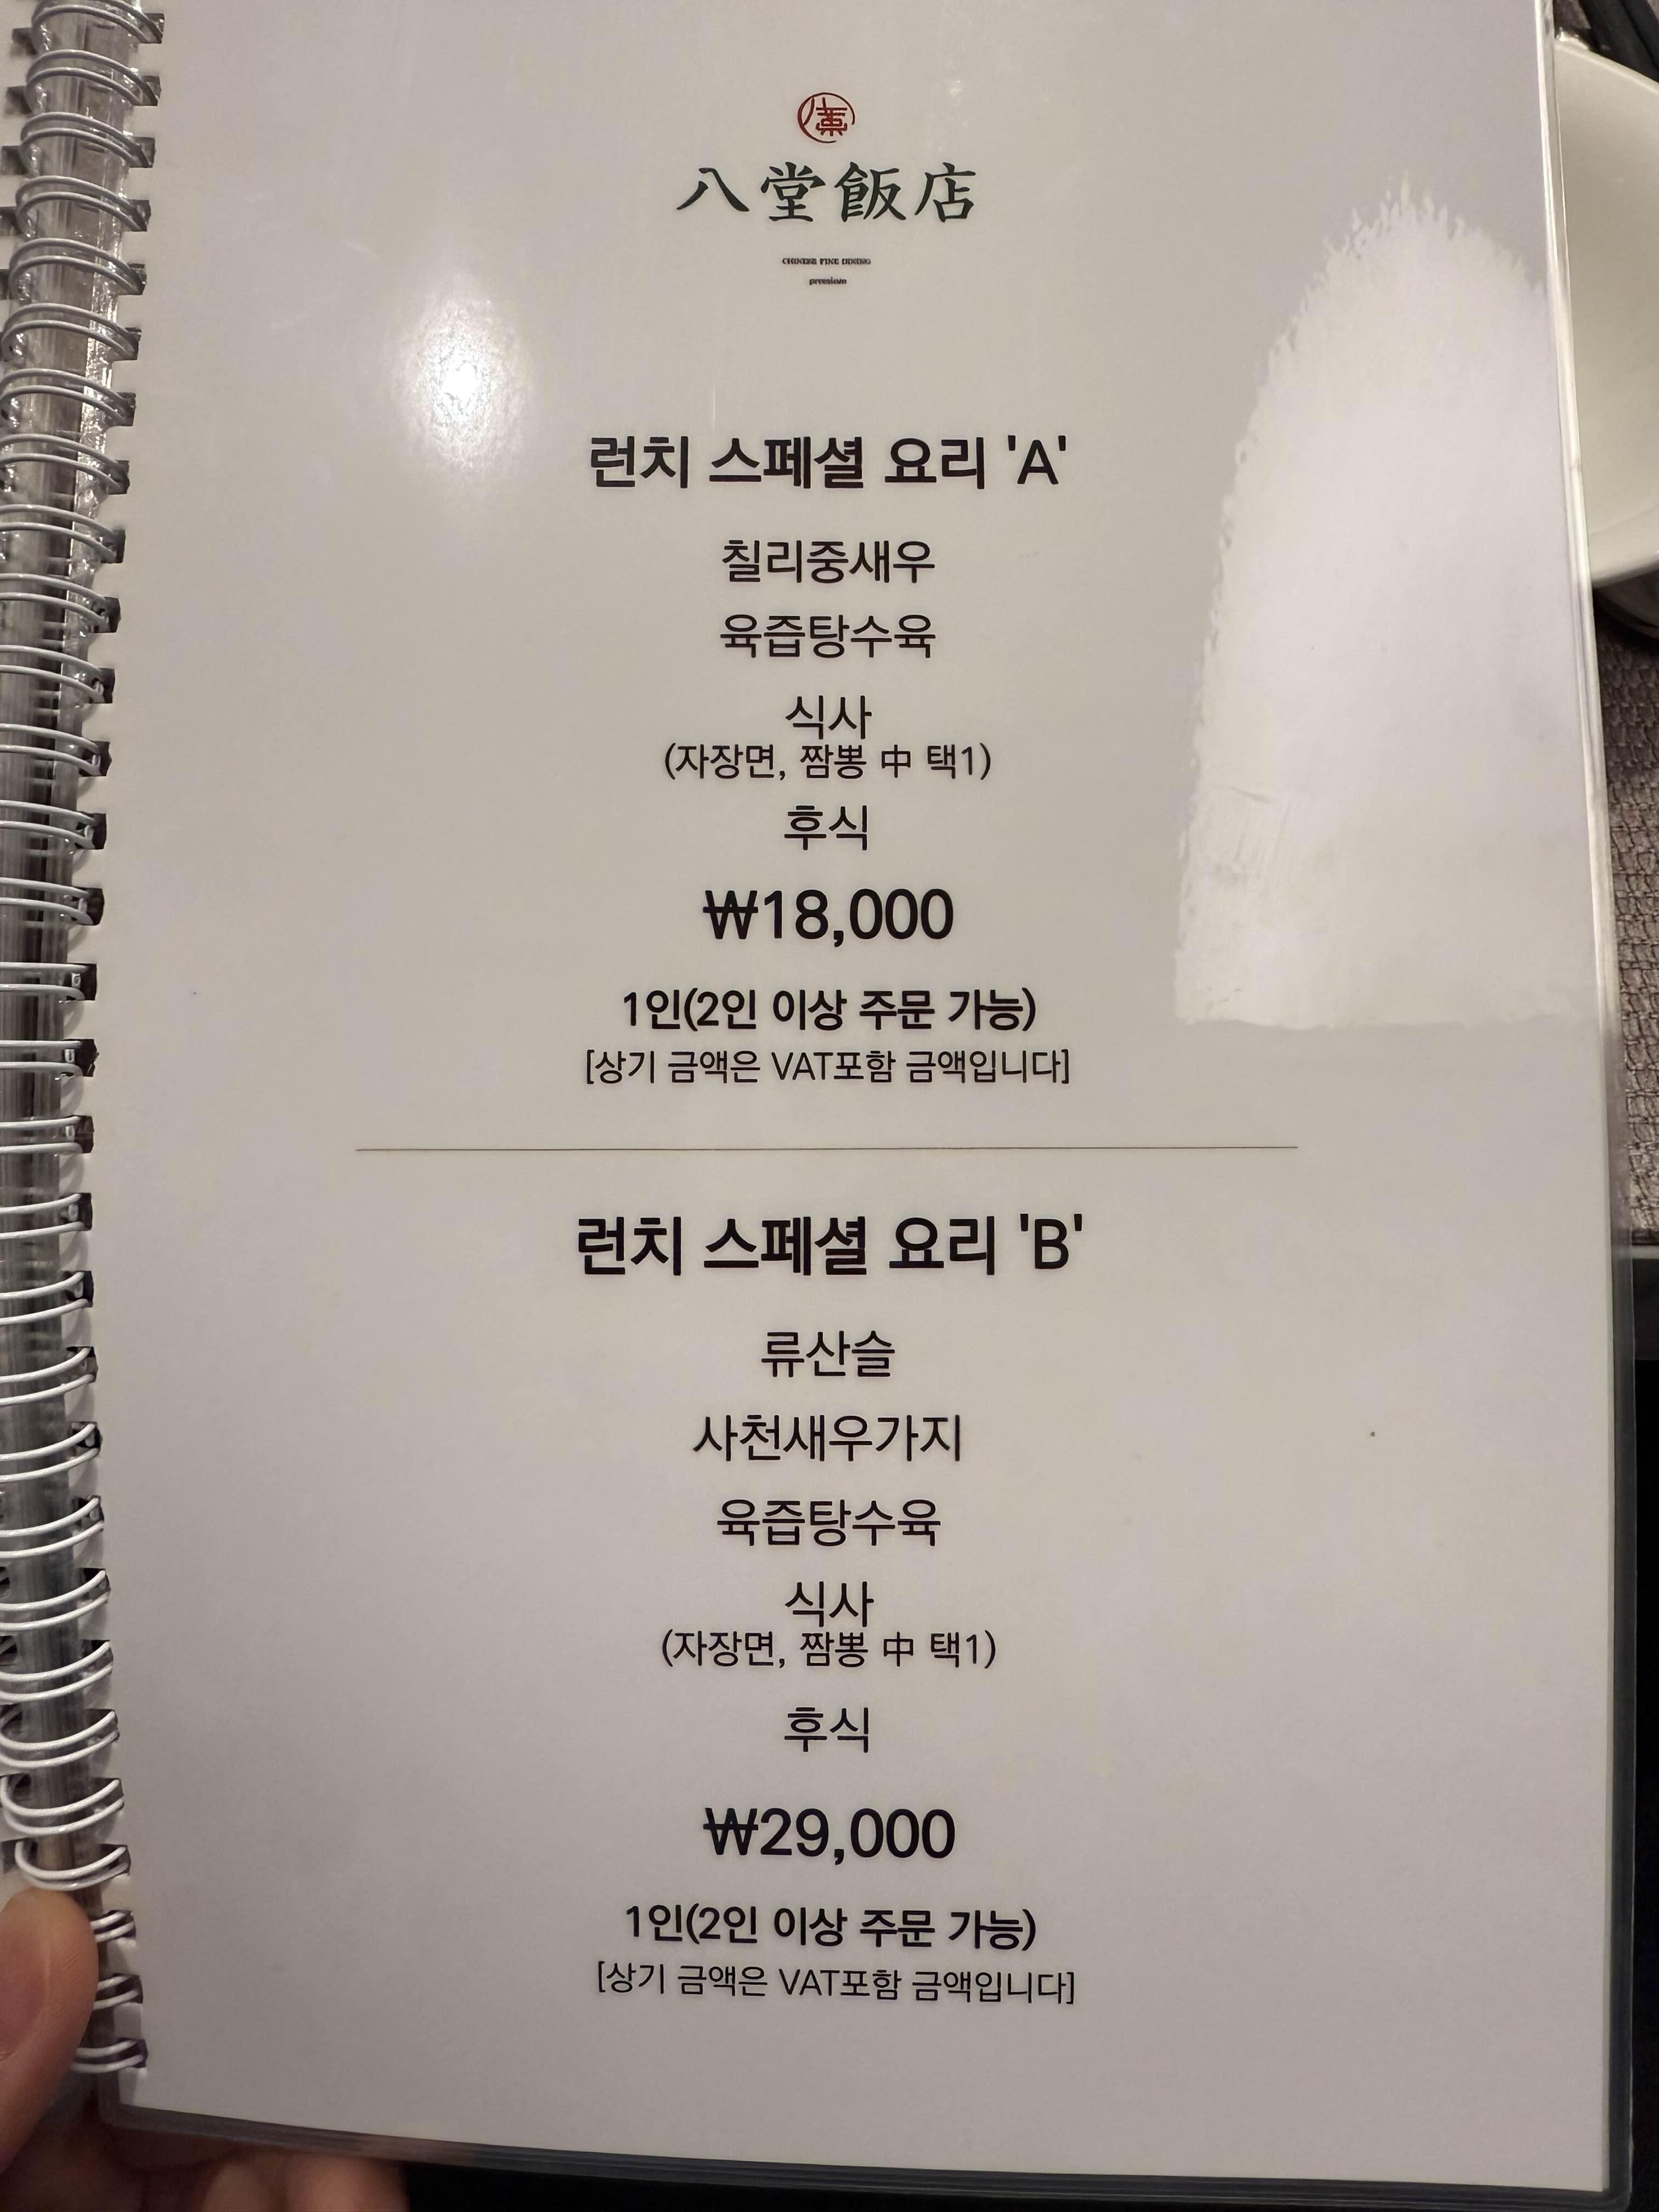 八堂飯店
CHINESE FINE DINING
premium
런치 스페셜 요리 'A'
칠리중새우
육즙탕수육
식사
(자장면, 짬뽕 中 택1)
후식
₩18,000
1인(2인 이상 주문 가능)
[상기 금액은 VAT포함 금액입니다]
런치 스페셜 요리 'B'
류산슬
사천새우가지
육즙탕수육
식사
(자장면, 짬뽕 中 택1)
후식
₩29,000
1인(2인 이상 주문 가능)
[상기 금액은 VAT포함 금액입니다]